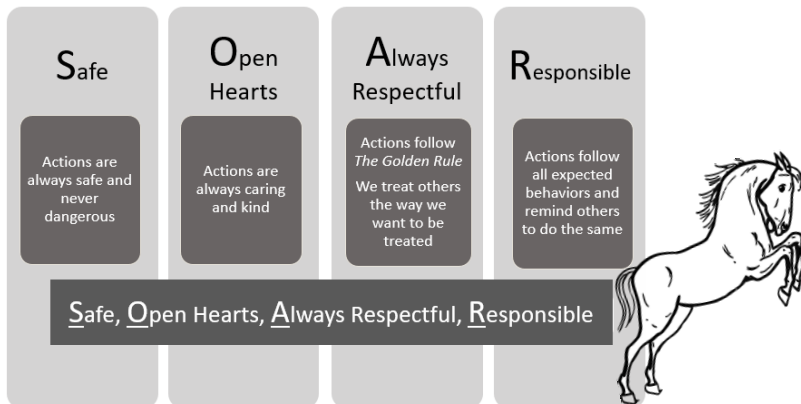 Safe
Open
Hearts
Always
Respectful
Responsible
Actions are
always safe and
never
dangerous
Actions are
always caring
and kind
Actions follow
The Golden Rule
We treat others
the way we
want to be
treated
Actions follow
all expected
behaviors and
remind others
to do the same
Safe, Open Hearts, Always Respectful, Responsible